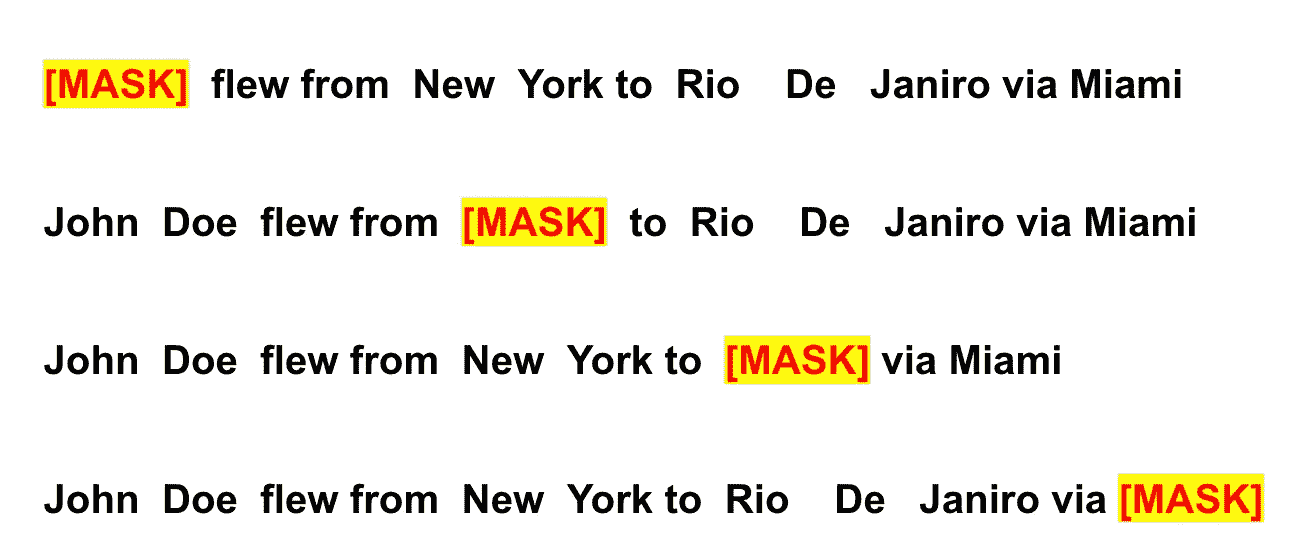 [MASK] flew from New York to Rio De Janiro via Miami
John Doe flew from [MASK] to Rio De Janiro via Miami
John Doe flew from New York to [MASK] via Miami
John Doe flew from New York to Rio De Janiro via [MASK]